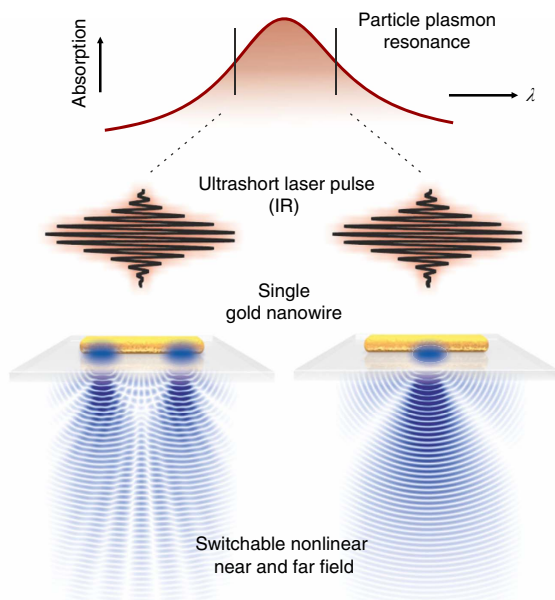 Particle plasmon
resonance
Absorption
λ
Ultrashort laser pulse
(IR)
Single
gold nanowire
Switchable nonlinear
near and far field